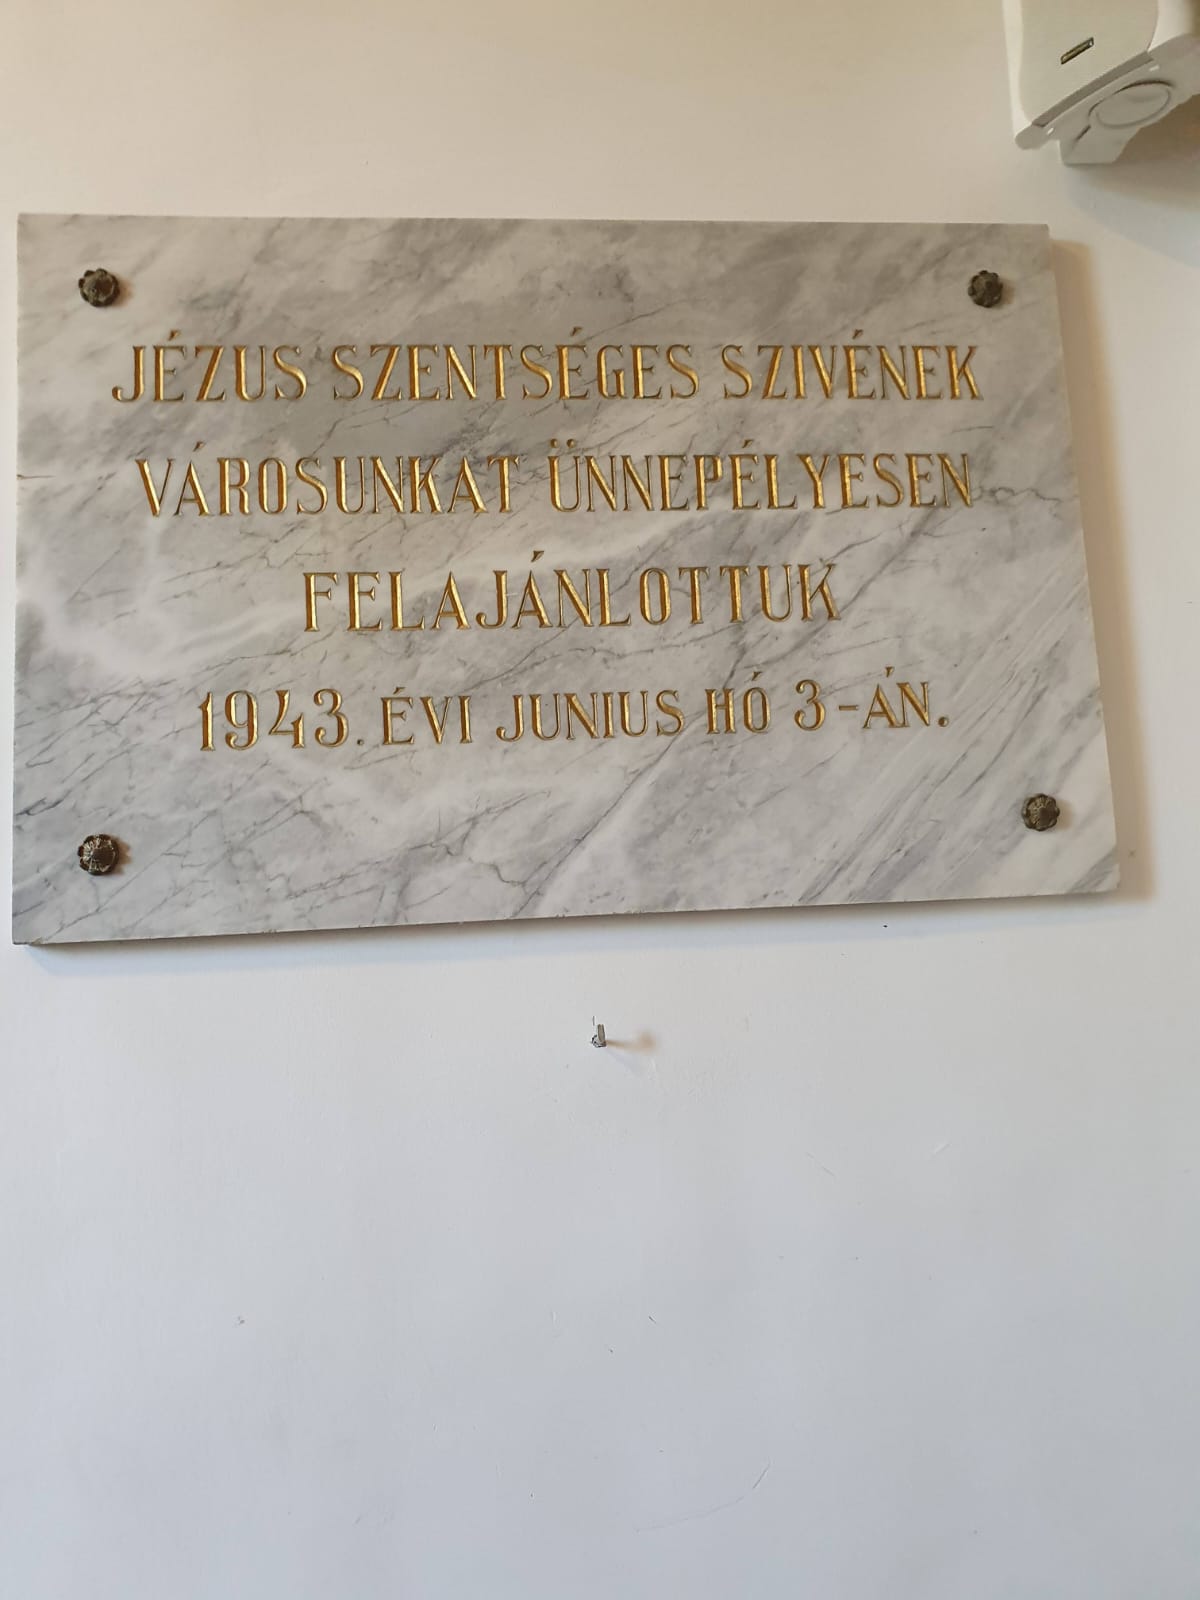 JÉZUS SZENTSÉGES SZIVÉNEK
VÁROSUNKAT ÜNNEPÉLYESEN
FELAJÁNLOTTUK
1943. ÉVI JUNIUS HÓ 3-ÁN.